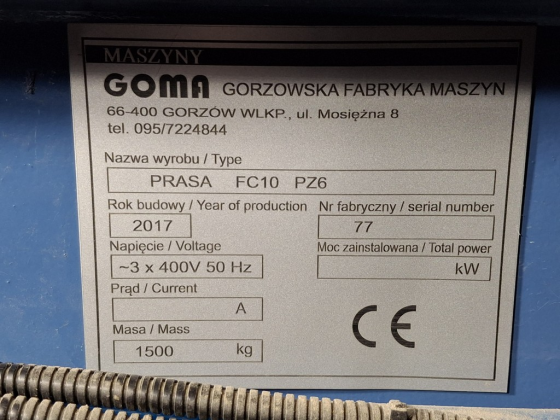 MASZYNY
GOMA GORZOWSKA FABRYKA MASZYN
66-400 GORZÓW WLKP., ul. Mosiężna 8
tel. 095/7224844
Nazwa wyrobu / Type
PRASA FC10 PZ6
Rok budowy / Year of production
2017
Nr fabryczny / serial number
77
Napięcie / Voltage
~3 x 400V 50 Hz
Moc zainstalowana / Total power
kW
Prąd / Current
A
Masa / Mass
1500 kg
CE